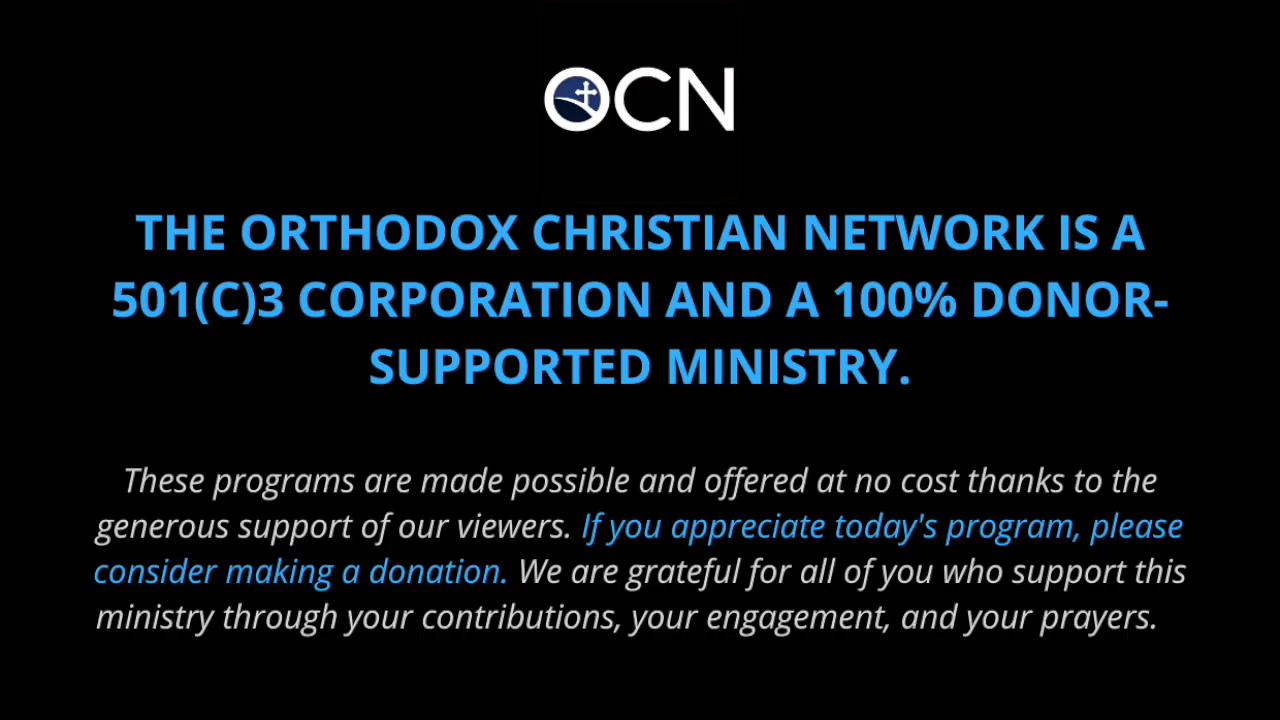 OCN
THE ORTHODOX CHRISTIAN NETWORK IS A
501(C)3 CORPORATION AND A 100% DONOR-
SUPPORTED MINISTRY.
These programs are made possible and offered at no cost thanks to the
generous support of our viewers. If you appreciate today's program, please
consider making a donation. We are grateful for all of you who support this
ministry through your contributions, your engagement, and your prayers.